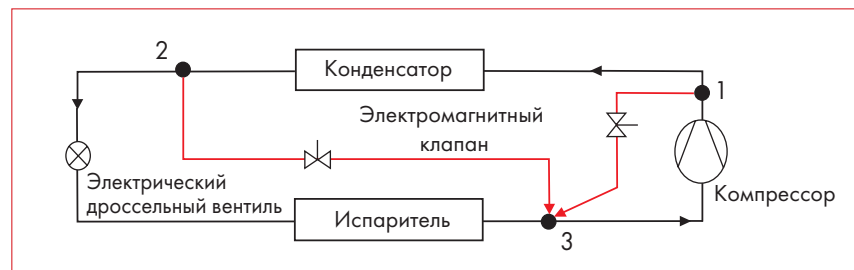 2
Конденсатор
1
Электромагнитный
клапан
Электрический
дроссельный вентиль
Испаритель
Компрессор
3